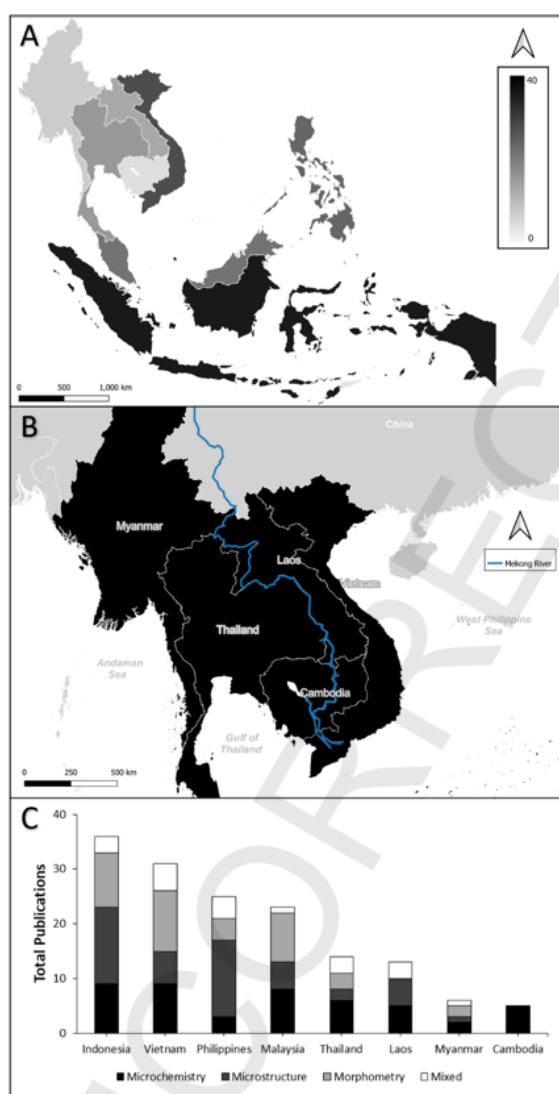 A
40
0
0 500 1,000 km
B
China
Myanmar
Laos
Mekong River
Vietnam
West Philippine
Sea
Thailand
Andaman
Sea
Cambodia
Gulf of
Thailand
0 250 500 km
C
40
30
20
10
0
Total Publications
Indonesia Vietnam Philippines Malaysia Thailand Laos Myanmar Cambodia
Microchemistry Microstructure Morphometry Mixed